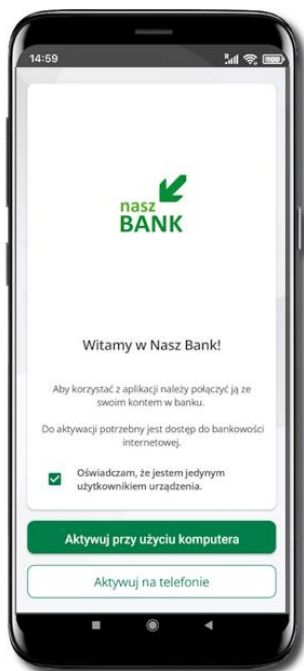 14:59
R
nasz
BANK
Witamy w Nasz Bank!
Aby korzystać z aplikacji należy połączyć ją ze
swoim kontem w banku.
Do aktywacji potrzebny jest dostęp do bankowości
internetowej.
Oświadczam, że jestem jedynym
użytkownikiem urządzenia.
Aktywuj przy użyciu komputera
Aktywuj na telefonie